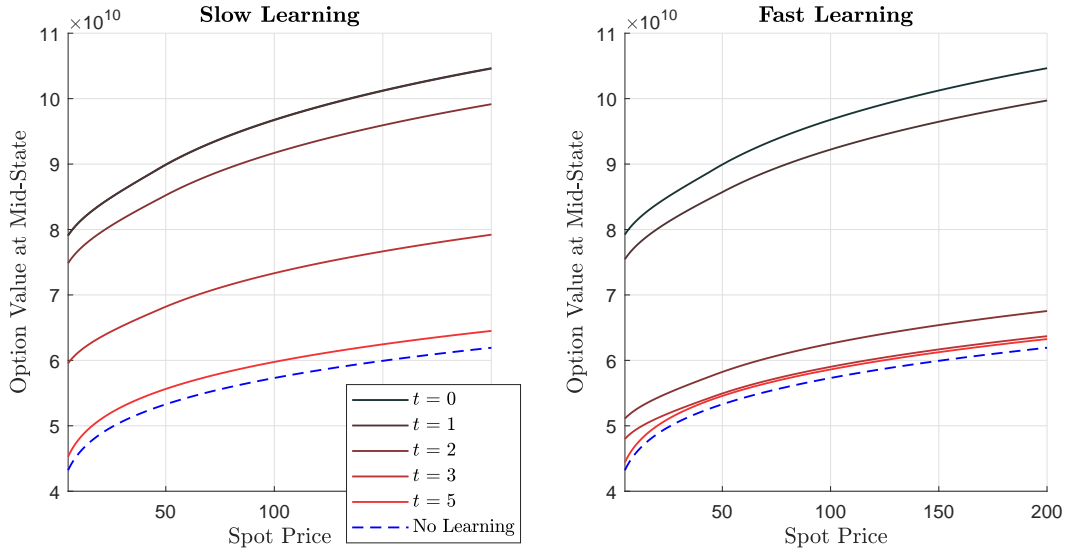 Slow Learning
×10^10
11
10
9
8
7
6
5
4
Option Value at Mid-State
50
100
Spot Price
t = 0
t = 1
t = 2
t = 3
t = 5
No Learning
Fast Learning
×10^10
11
10
9
8
7
6
5
4
Option Value at Mid-State
50
100
150
200
Spot Price